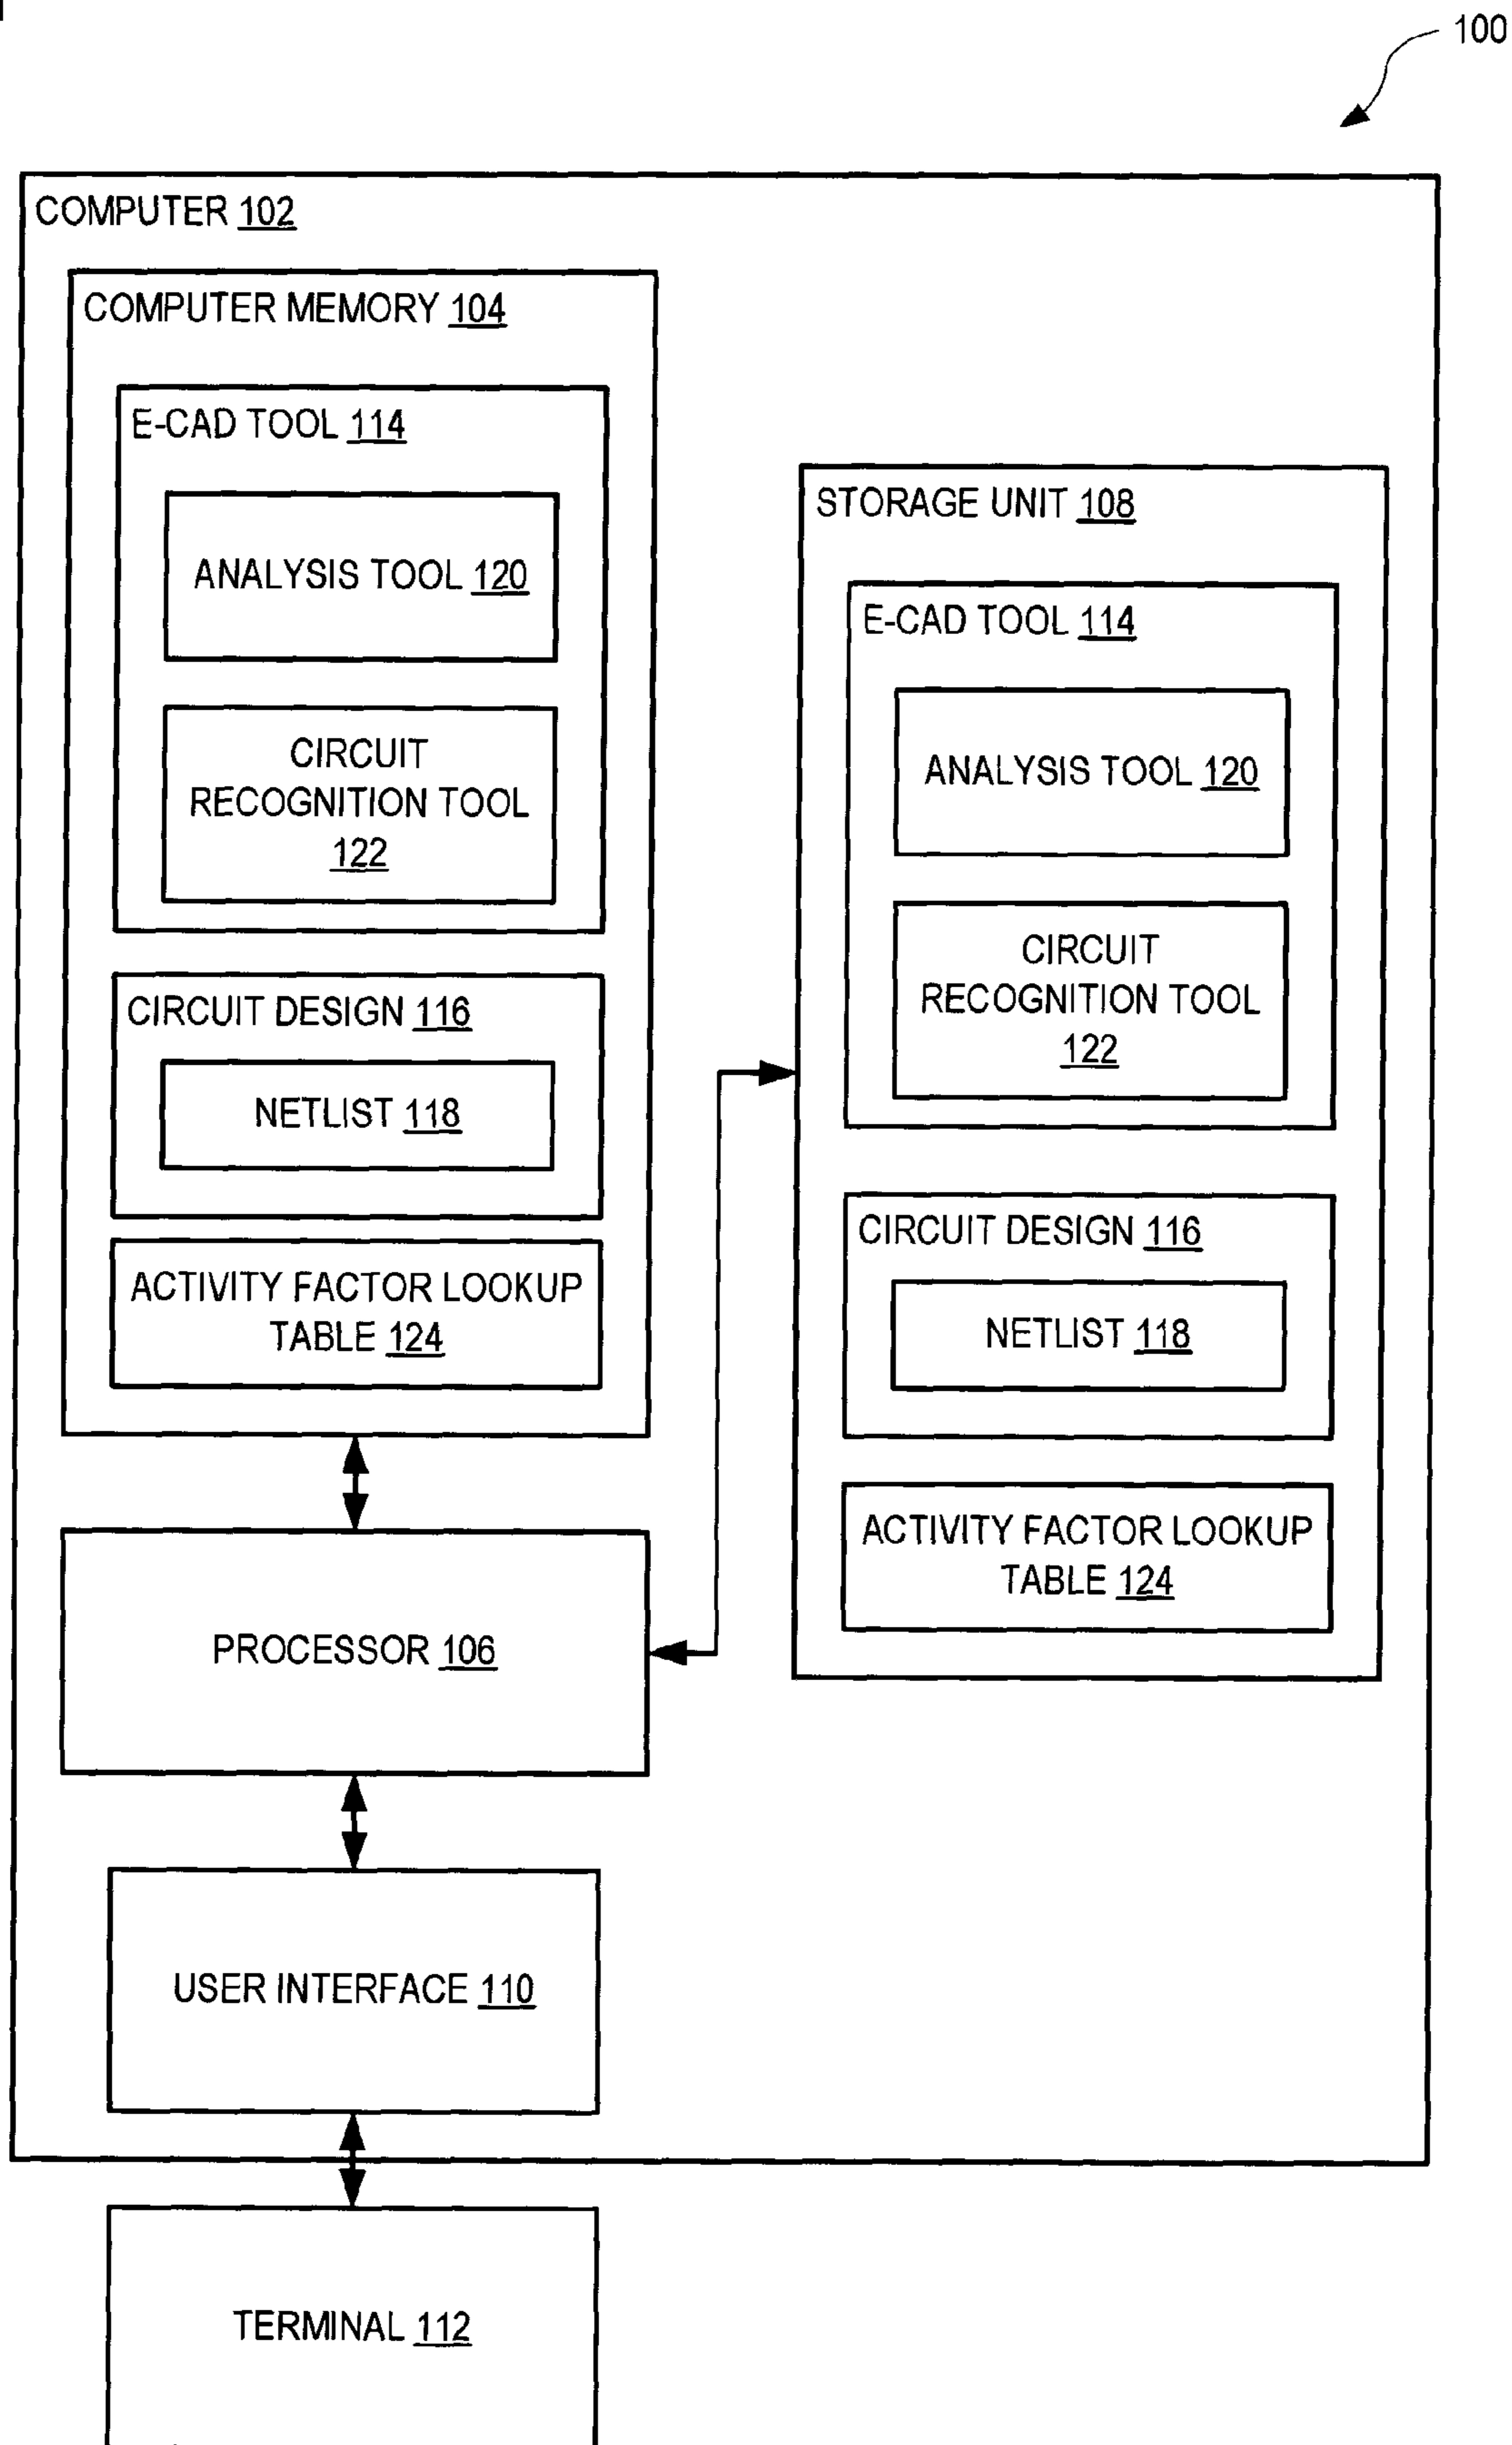 100
COMPUTER 102
COMPUTER MEMORY 104
E-CAD TOOL 114
ANALYSIS TOOL 120
CIRCUIT
RECOGNITION TOOL
122
CIRCUIT DESIGN 116
NETLIST 118
ACTIVITY FACTOR LOOKUP
TABLE 124
STORAGE UNIT 108
E-CAD TOOL 114
ANALYSIS TOOL 120
CIRCUIT
RECOGNITION TOOL
122
CIRCUIT DESIGN 116
NETLIST 118
ACTIVITY FACTOR LOOKUP
TABLE 124
PROCESSOR 106
USER INTERFACE 110
TERMINAL 112